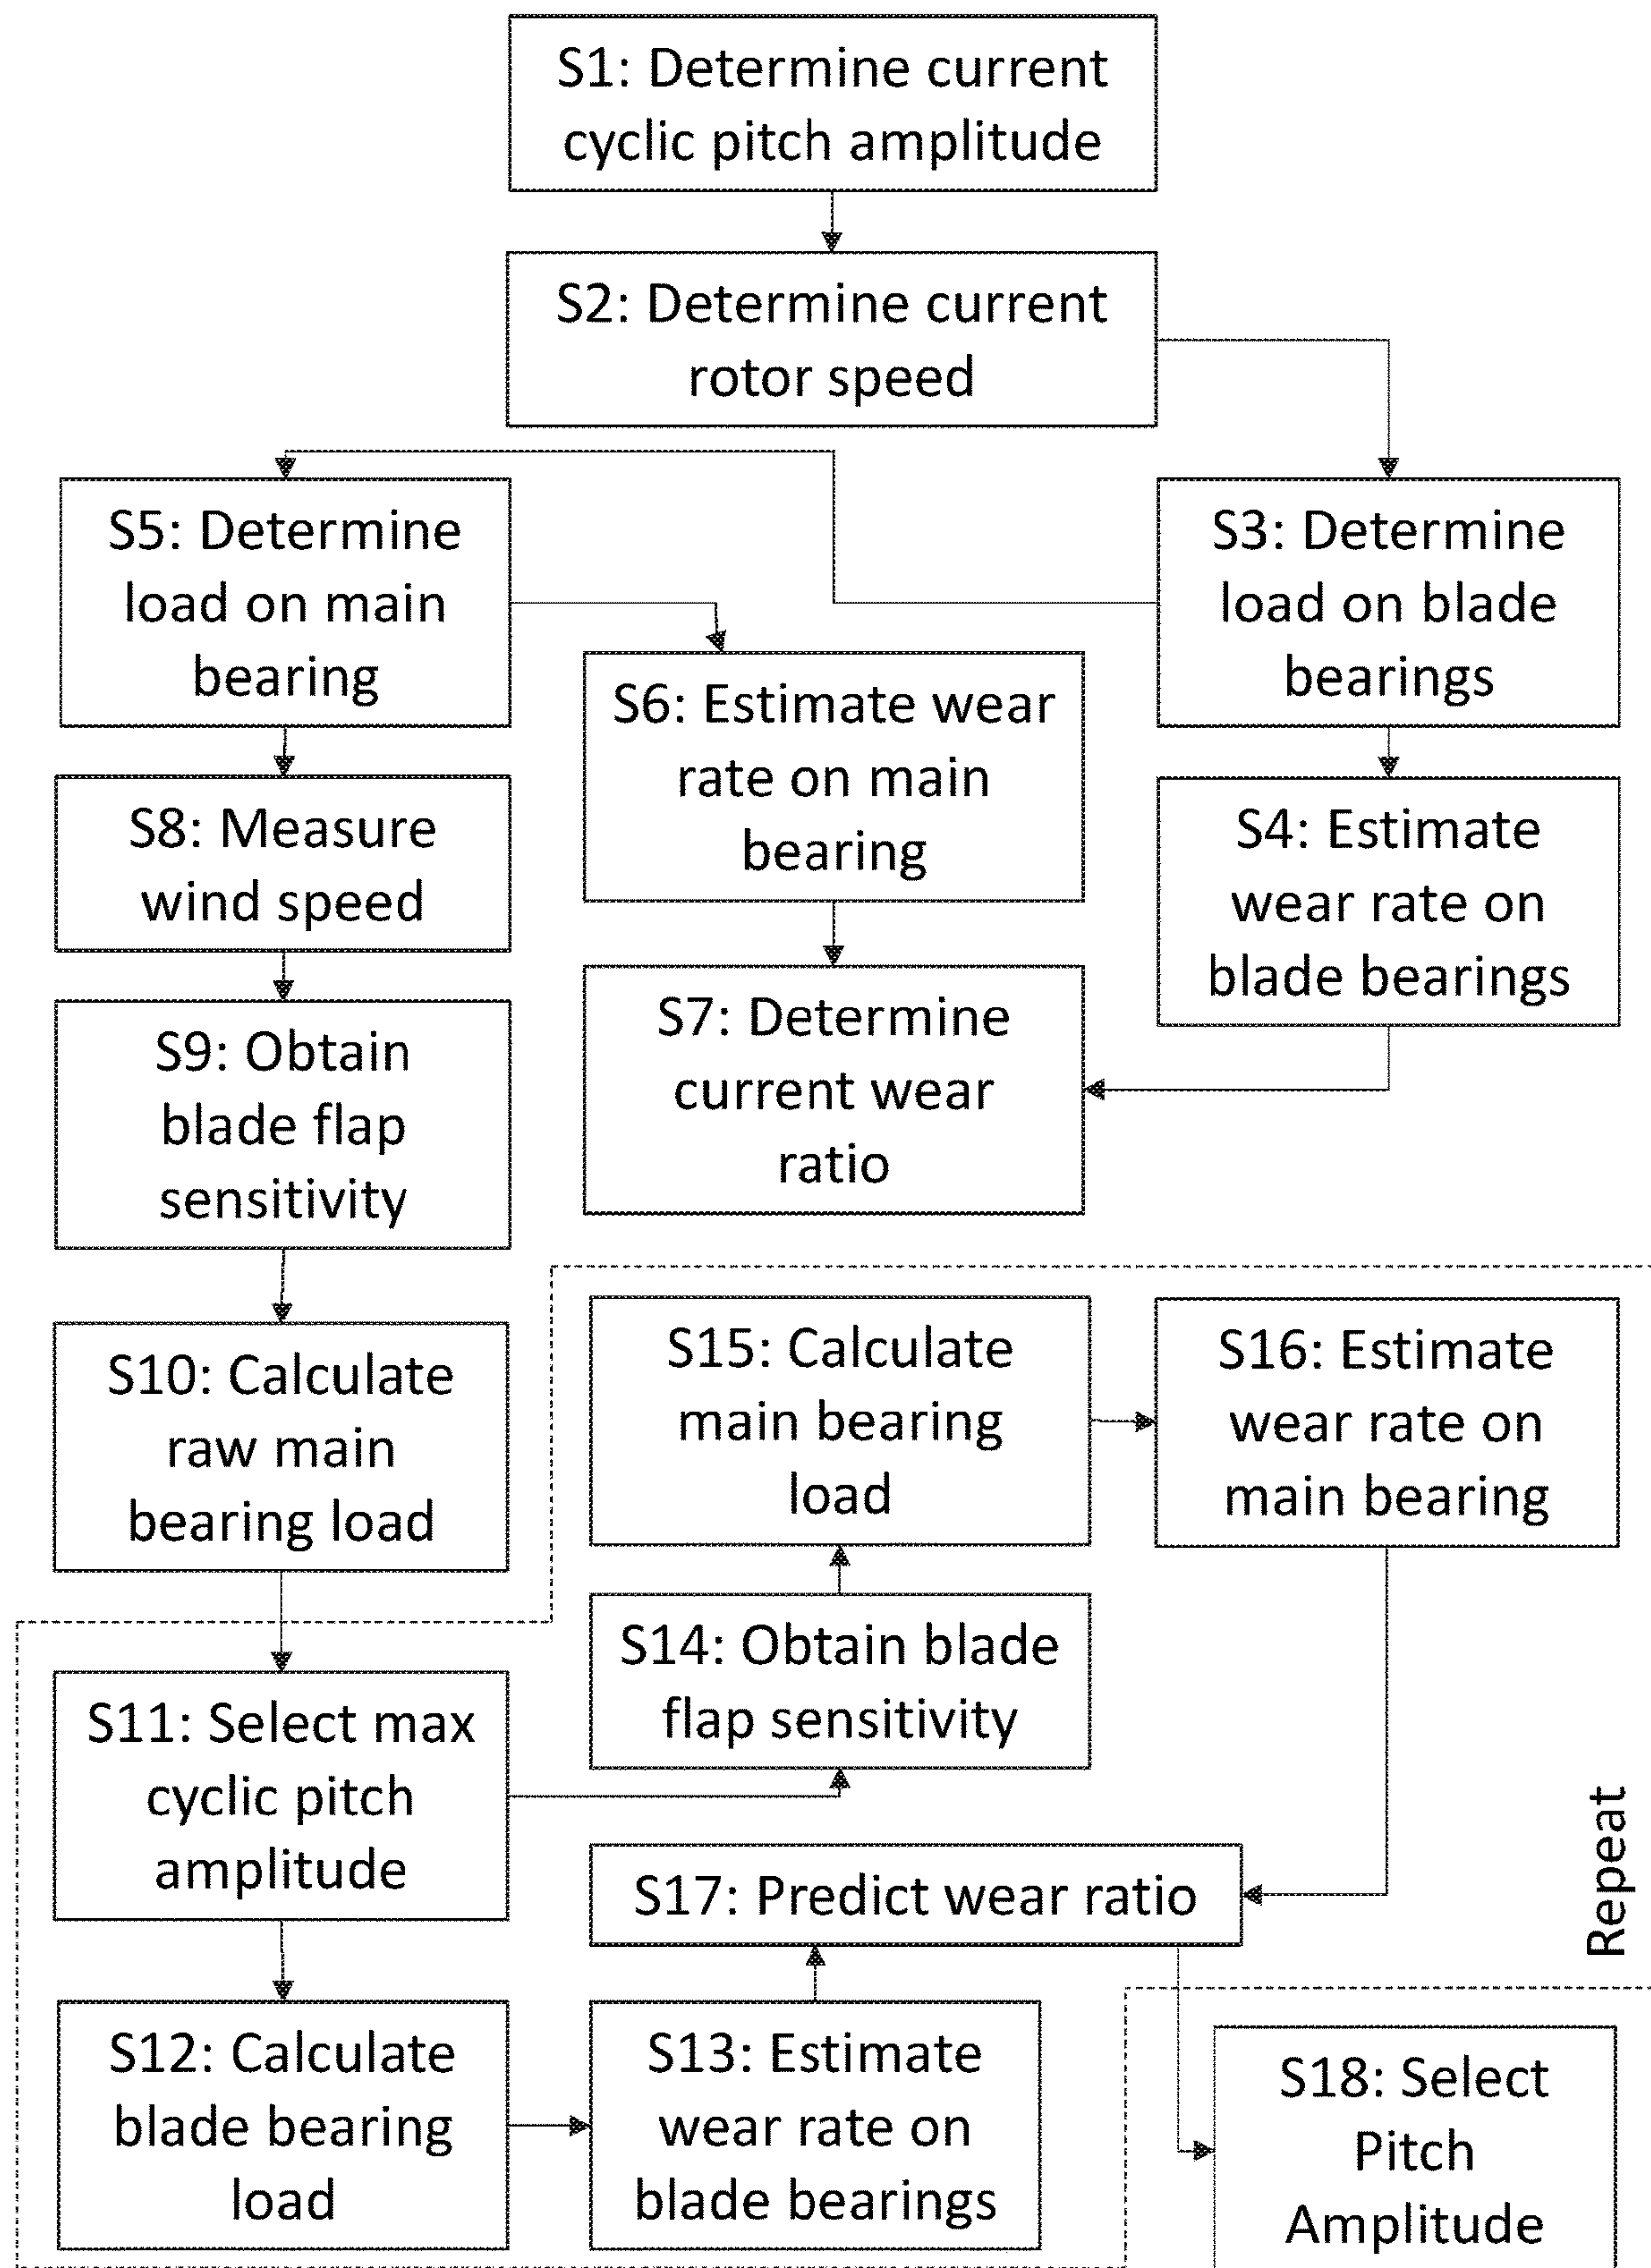 S1: Determine current
cyclic pitch amplitude
S2: Determine current
rotor speed
S3: Determine
load on blade
bearings
S4: Estimate
wear rate on
blade bearings
S5: Determine
load on main
bearing
S6: Estimate wear
rate on main
bearing
S7: Determine
current wear
ratio
S8: Measure
wind speed
S9: Obtain
blade flap
sensitivity
S10: Calculate
raw main
bearing load
S11: Select max
cyclic pitch
amplitude
S12: Calculate
blade bearing
load
S13: Estimate
wear rate on
blade bearings
S14: Obtain blade
flap sensitivity
S15: Calculate
main bearing
load
S16: Estimate
wear rate on
main bearing
S17: Predict wear ratio
Repeat
S18: Select
Pitch
Amplitude